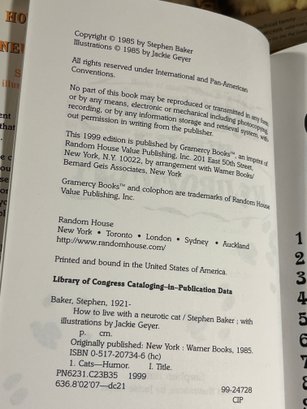 HO
NEU
S
illus
Copyright © 1985 by Stephen Baker
Illustrations © 1985 by Jackie Geyer
All rights reserved under International and Pan-American
Conventions.
No part of this book may be reproduced or transmitted in any form
or by any means, electronic or mechanical including photocopying,
recording, or by any information storage and retrieval system, with-
out permission in writing from the publisher.
This 1999 edition is published by Gramercy Books™, an imprint of
Random House Value Publishing, Inc. 201 East 50th Street,
New York, N.Y. 10022, by arrangement with Warner Books/
Bernard Geis Associates, New York
Gramercy Books™ and colophon are trademarks of Random House
Value Publishing, Inc.
Random House
New York • Toronto • London • Sydney • Auckland
http://www.randomhouse.com/
Printed and bound in the United States of America.
Library of Congress Cataloging-in-Publication Data
Baker, Stephen, 1921-
How to live with a neurotic cat / Stephen Baker ; with
illustrations by Jackie Geyer.
p. cm.
Originally published: New York : Warner Books, 1985.
ISBN 0-517-20734-6 (hc)
1. Cats—Humor. I. Title.
PN6231.C23B35 1999
636.8'02'07—dc21 99-24728
CIP
1
2
3
4
5
6
7
8